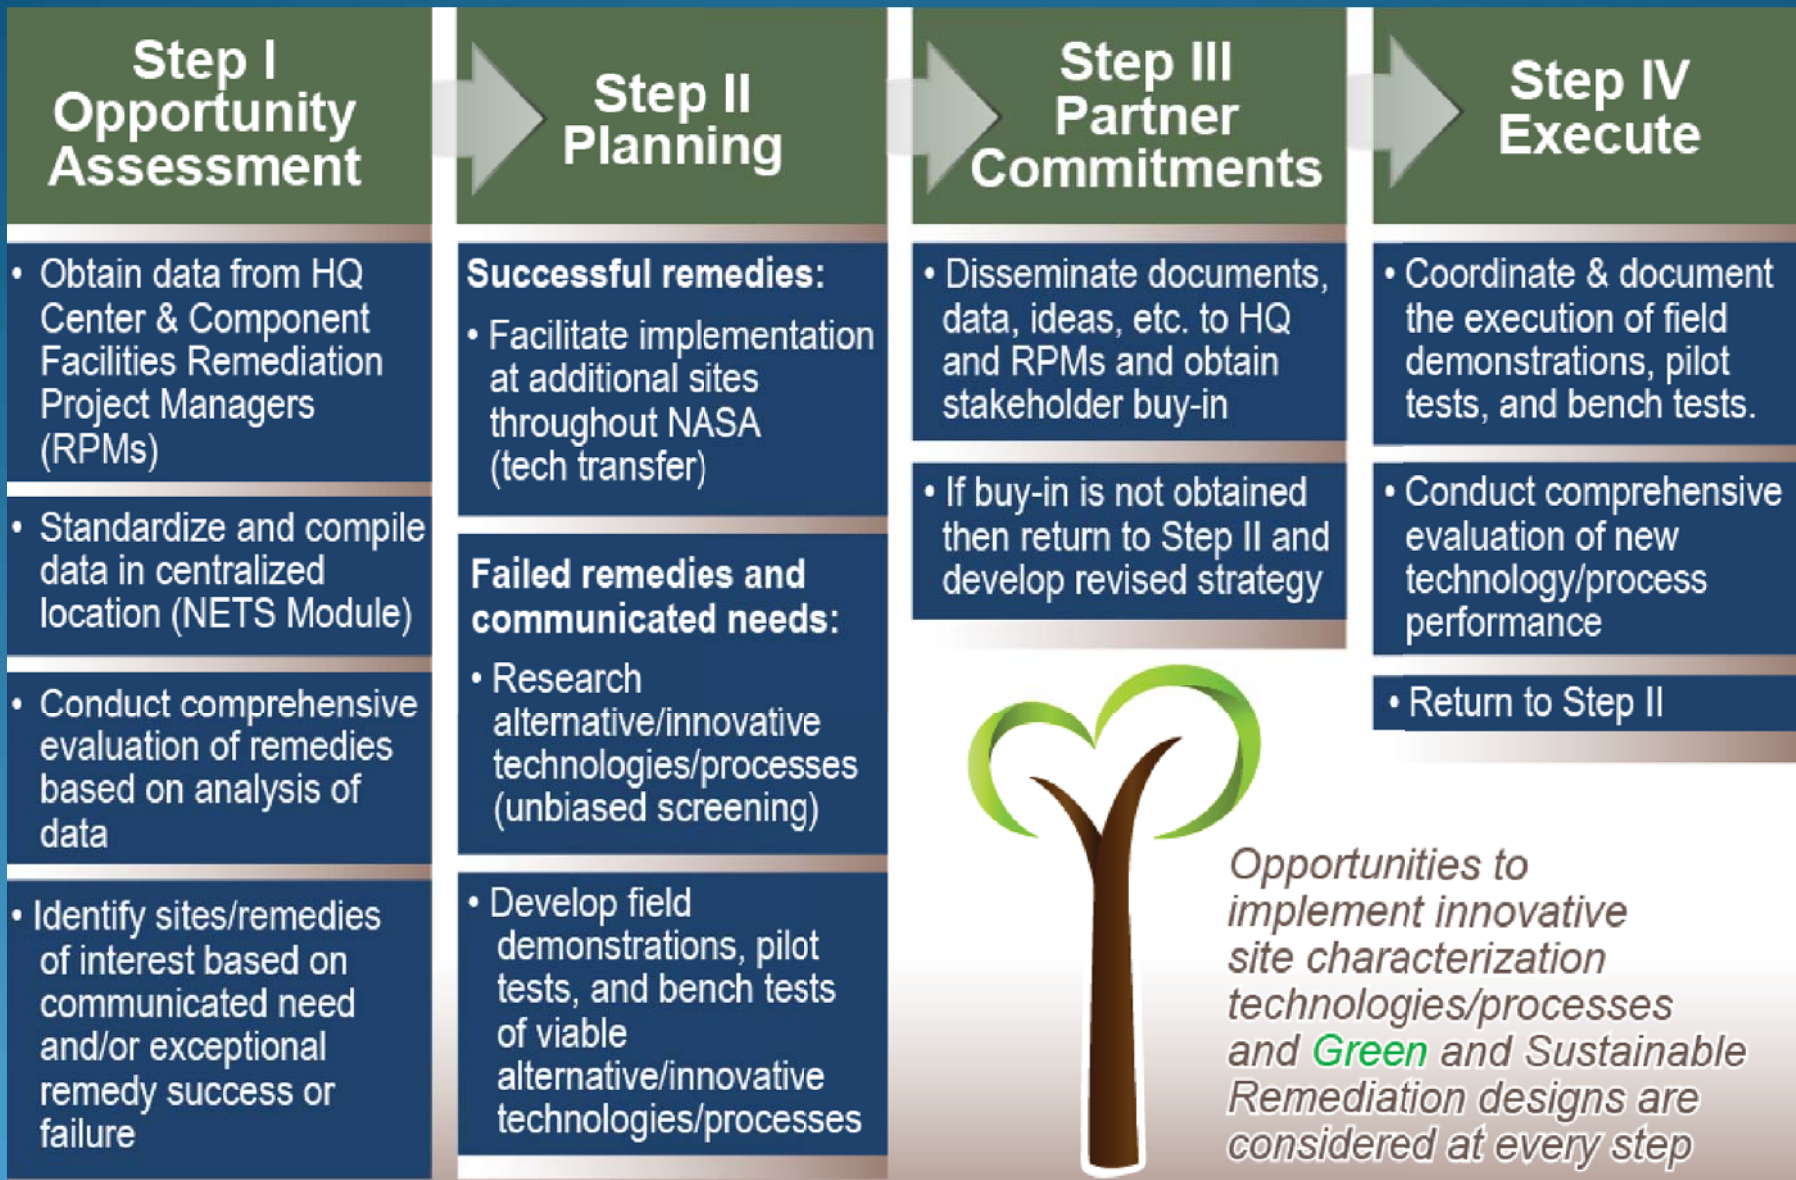 Step I
Opportunity
Assessment
• Obtain data from HQ
Center & Component
Facilities Remediation
Project Managers
(RPMs)
• Standardize and compile
data in centralized
location (NETS Module)
• Conduct comprehensive
evaluation of remedies
based on analysis of
data
• Identify sites/remedies
of interest based on
communicated need
and/or exceptional
remedy success or
failure
Step II
Planning
Successful remedies:
• Facilitate implementation
at additional sites
throughout NASA
(tech transfer)
Failed remedies and
communicated needs:
• Research
alternative/innovative
technologies/processes
(unbiased screening)
• Develop field
demonstrations, pilot
tests, and bench tests
of viable
alternative/innovative
technologies/processes
Step III
Partner
Commitments
• Disseminate documents,
data, ideas, etc. to HQ
and RPMs and obtain
stakeholder buy-in
• If buy-in is not obtained
then return to Step II and
develop revised strategy
Step IV
Execute
• Coordinate & document
the execution of field
demonstrations, pilot
tests, and bench tests.
• Conduct comprehensive
evaluation of new
technology/process
performance
• Return to Step II
Opportunities to
implement innovative
site characterization
technologies/processes
and Green and Sustainable
Remediation designs are
considered at every step